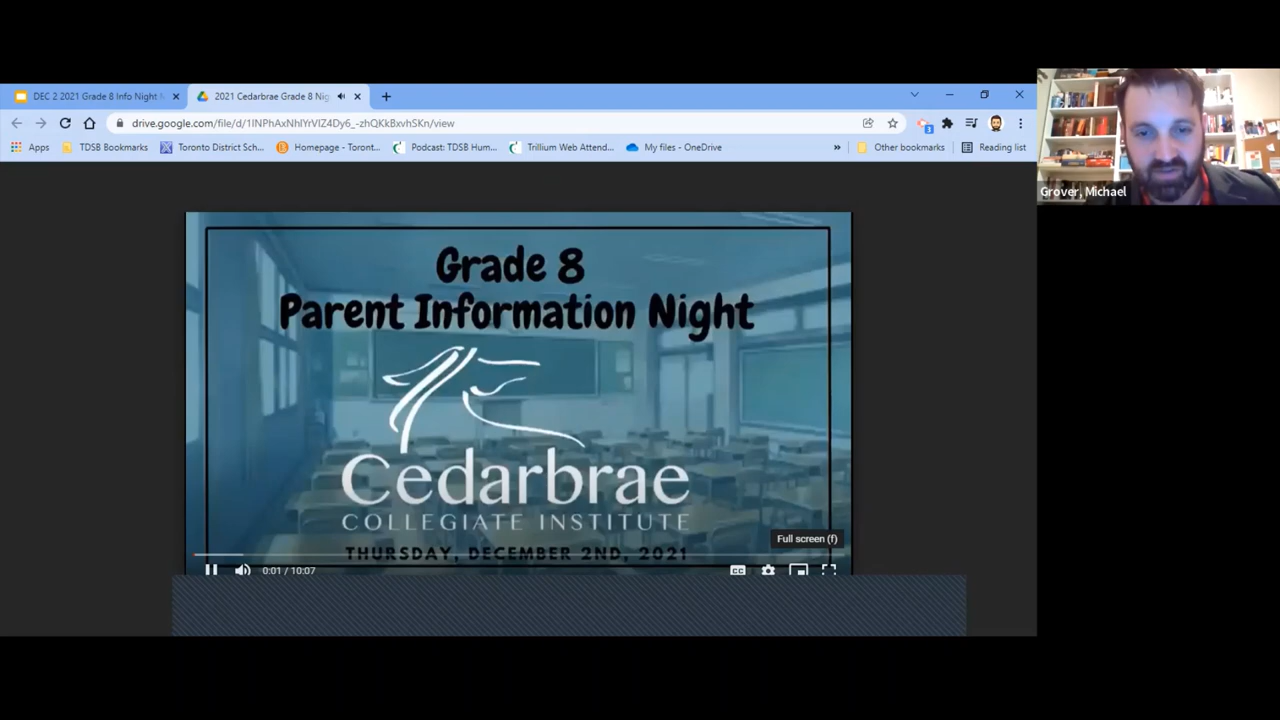 DEC 2 2021 Grade 8 Info Night
2021 Cedarbrae Grade 8 Nig
drive.google.com/file/d/1INPhAxNhlYrVIZ4Dy6_-zhQKkBxvhSKn/view
3
Apps
TDSB Bookmarks
Toronto District Sch...
Homepage - Toront...
Podcast: TDSB Hum...
Trillium Web Attend...
My files - OneDrive
»
Other bookmarks
Reading list
Grover, Michael
Grade 8
Parent Information Night
Cedarbrae
COLLEGIATE INSTITUTE
Full screen (f)
THURSDAY, DECEMBER 2ND, 2021
0:01 / 10:07
CC